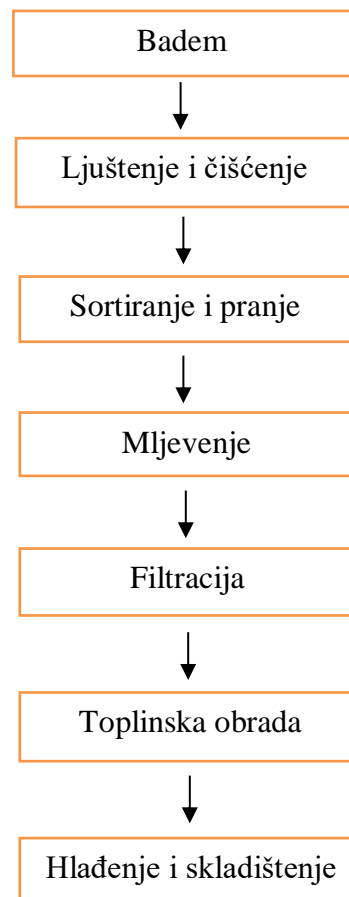 Badem
Ljuštenje i čišćenje
Sortiranje i pranje
Mljevenje
Filtracija
Toplinska obrada
Hlađenje i skladištenje